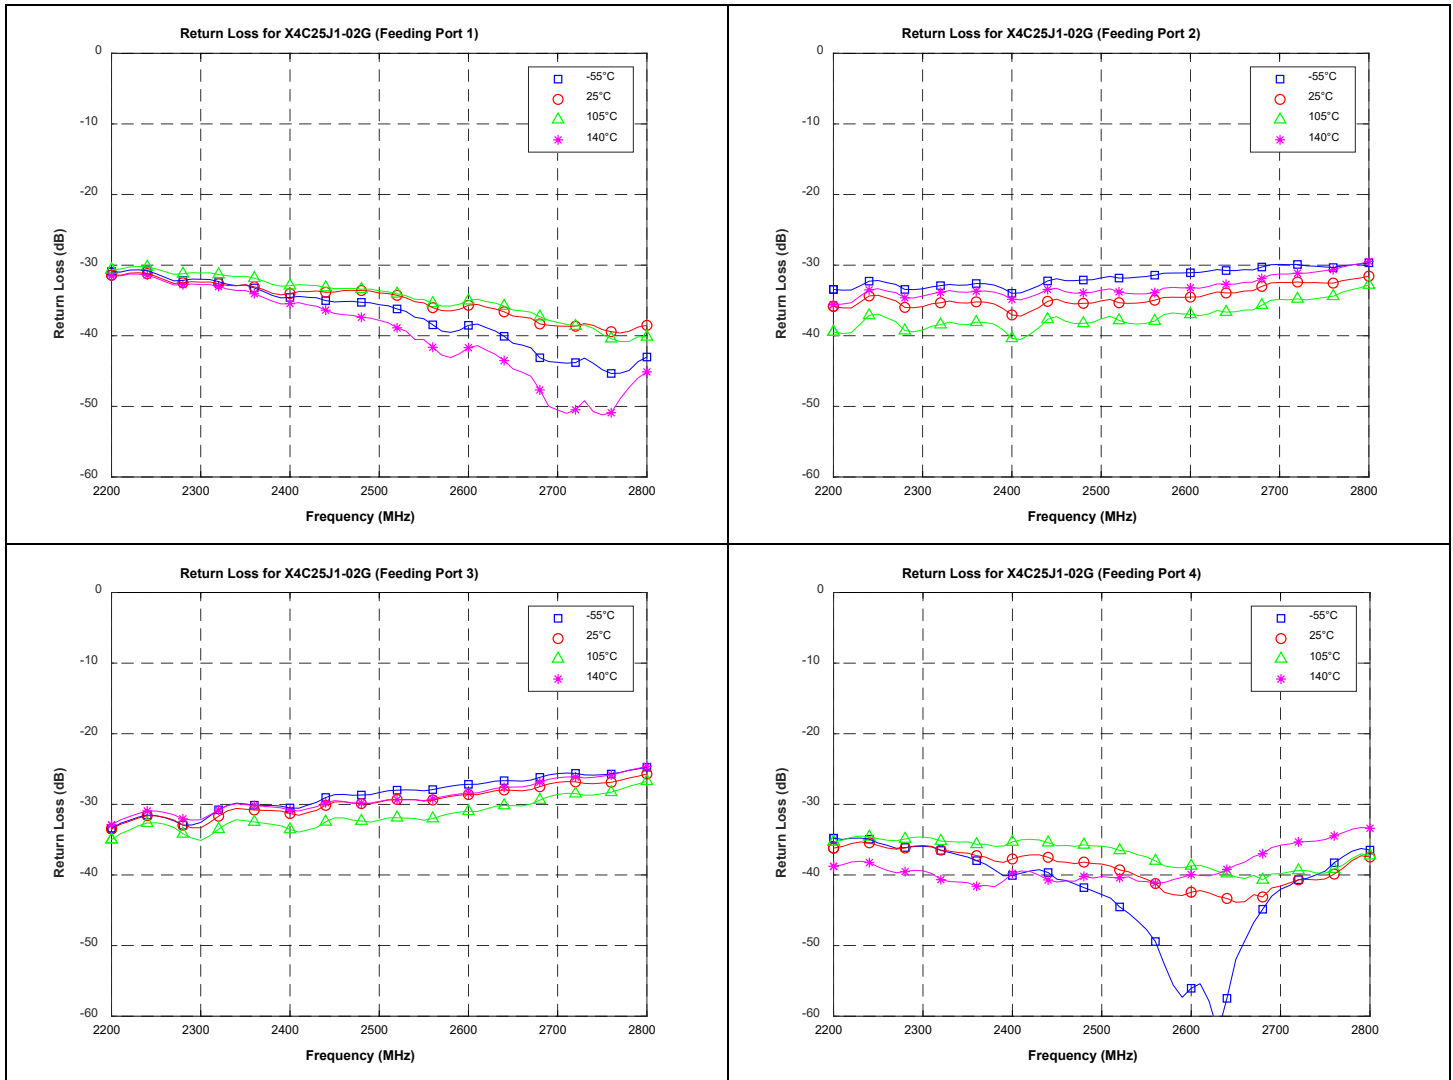 Return Loss for X4C25J1-02G (Feeding Port 1)
0
-10
-20
-30
-40
-50
-60
2200 2300 2400 2500 2600 2700 2800
Return Loss (dB)
Frequency (MHz)
-55°C
25°C
105°C
140°C
Return Loss for X4C25J1-02G (Feeding Port 2)
0
-10
-20
-30
-40
-50
-60
2200 2300 2400 2500 2600 2700 2800
Return Loss (dB)
Frequency (MHz)
-55°C
25°C
105°C
140°C
Return Loss for X4C25J1-02G (Feeding Port 3)
0
-10
-20
-30
-40
-50
-60
2200 2300 2400 2500 2600 2700 2800
Return Loss (dB)
Frequency (MHz)
-55°C
25°C
105°C
140°C
Return Loss for X4C25J1-02G (Feeding Port 4)
0
-10
-20
-30
-40
-50
-60
2200 2300 2400 2500 2600 2700 2800
Return Loss (dB)
Frequency (MHz)
-55°C
25°C
105°C
140°C